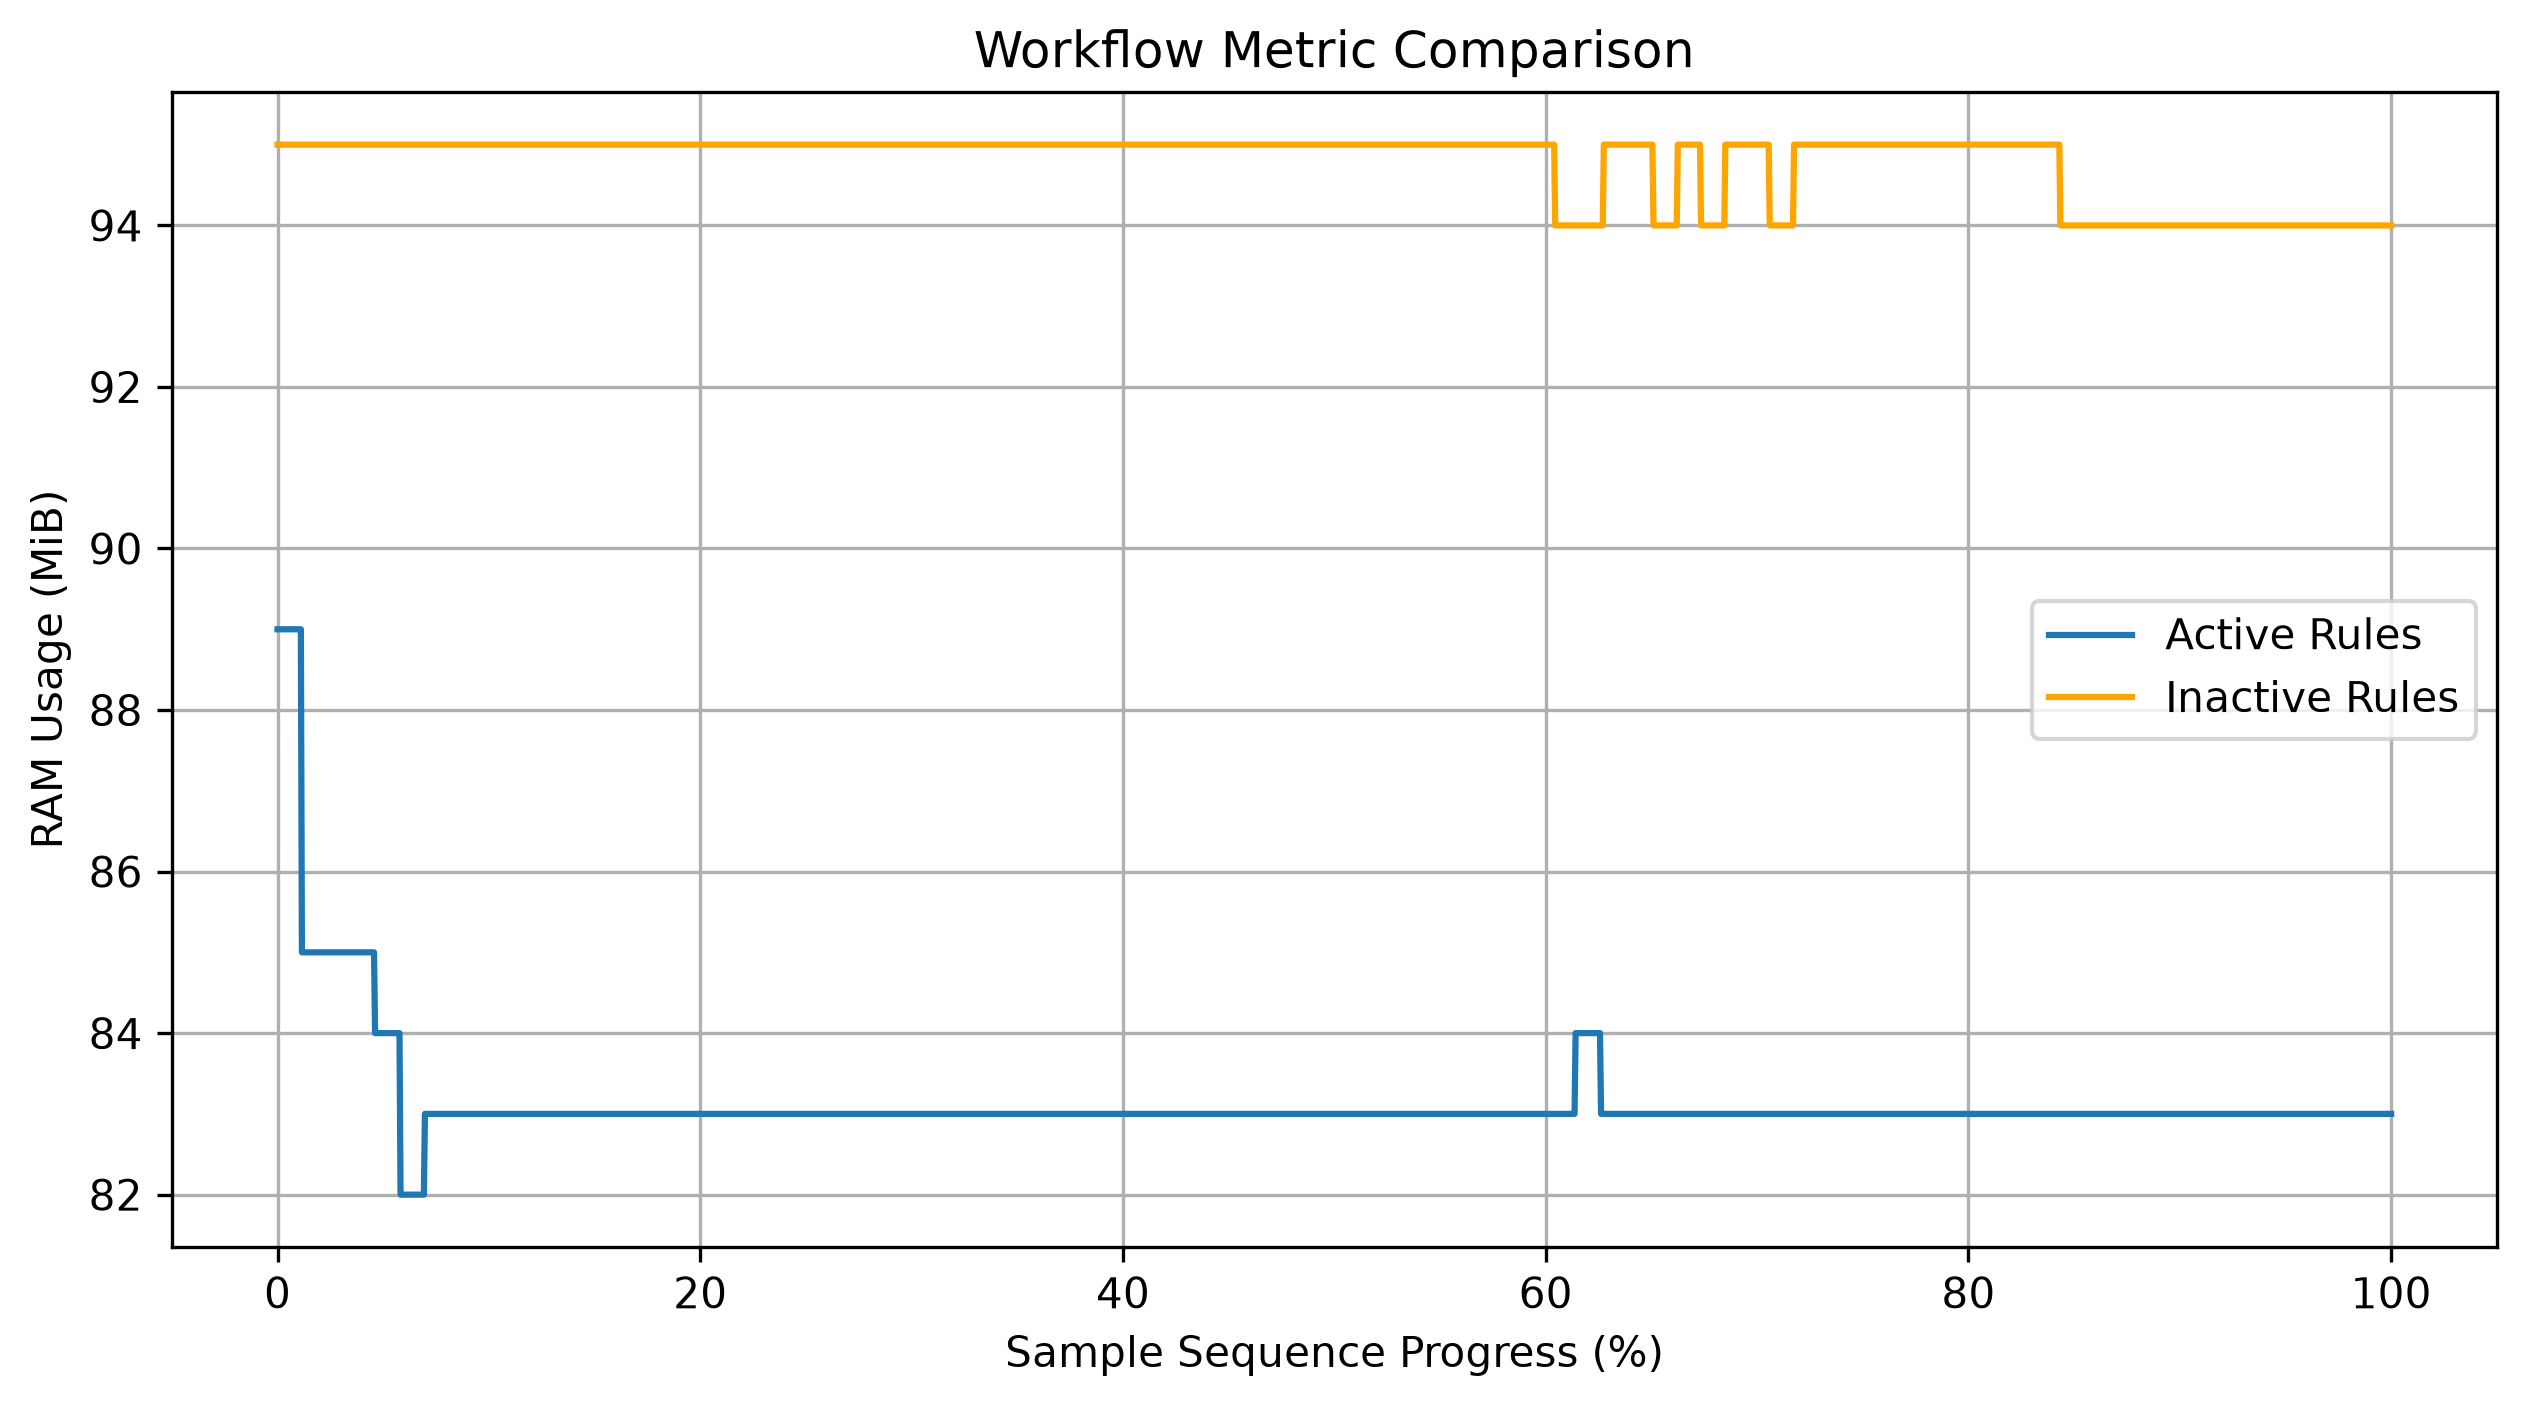 Workflow Metric Comparison
RAM Usage (MiB)
94
92
90
88
86
84
82
Active Rules
Inactive Rules
0 20 40 60 80 100
Sample Sequence Progress (%)